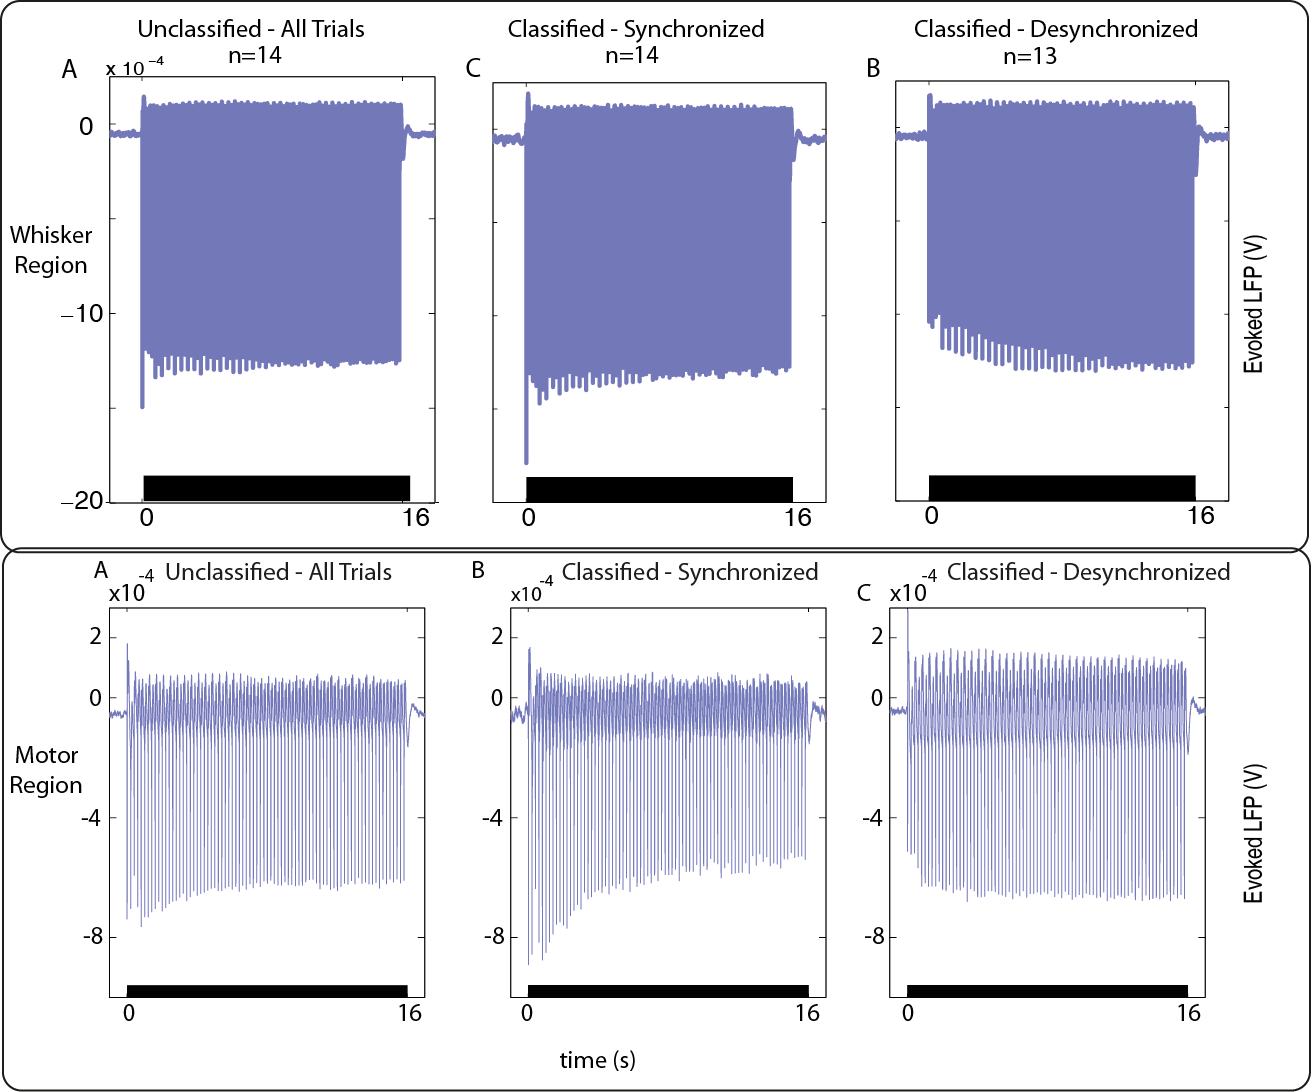 Unclassified - All Trials
n=14
Classified - Synchronized
n=14
Classified - Desynchronized
n=13
A
x 10 -4
C
B
0
Whisker
Region
−10
−20
Evoked LFP (V)
0
16
0
16
0
16
A
x10 -4
Unclassified - All Trials
B
x10 -4
Classified - Synchronized
C
x10 -4
Classified - Desynchronized
2
0
-4
-8
2
0
-4
-8
2
0
-4
-8
Motor
Region
Evoked LFP (V)
0
16
0
16
0
16
time (s)